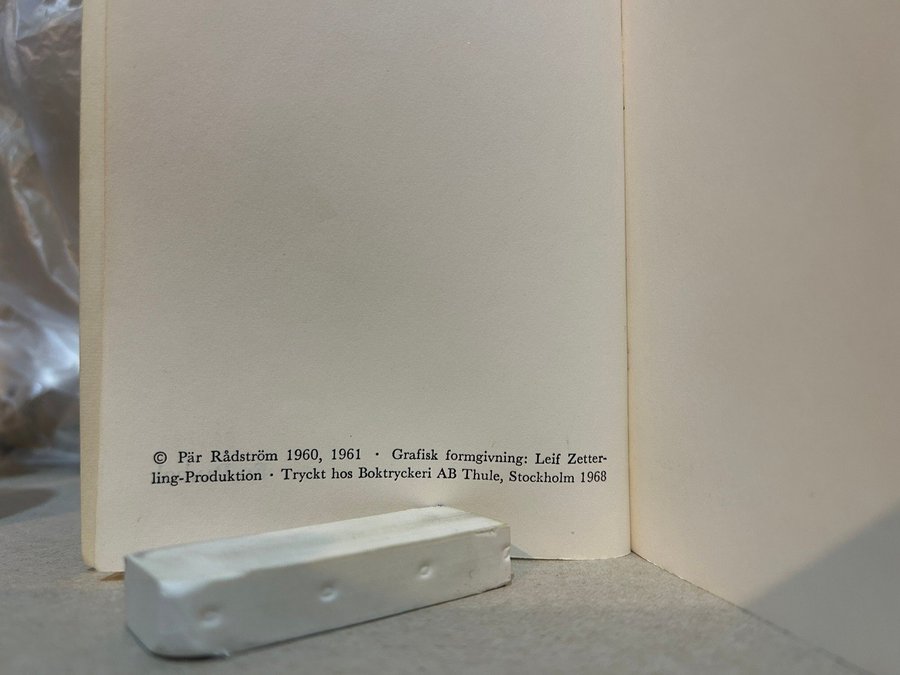 © Pär Rådström 1960, 1961 · Grafisk formgivning: Leif Zetter-
ling-Produktion · Tryckt hos Boktryckeri AB Thule, Stockholm 1968